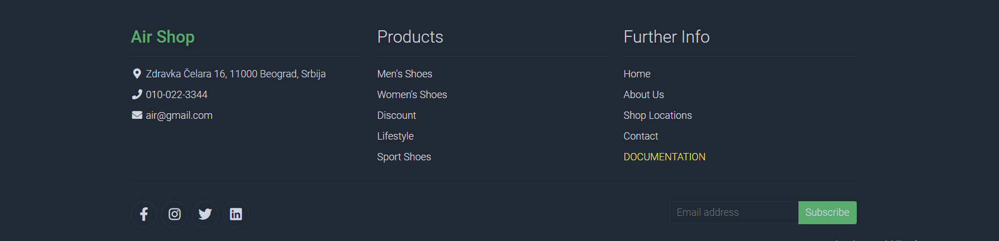 Air Shop
Zdravka Čelara 16, 11000 Beograd, Srbija
010-022-3344
air@gmail.com
Products
Men's Shoes
Women's Shoes
Discount
Lifestyle
Sport Shoes
Further Info
Home
About Us
Shop Locations
Contact
DOCUMENTATION
Email address
Subscribe